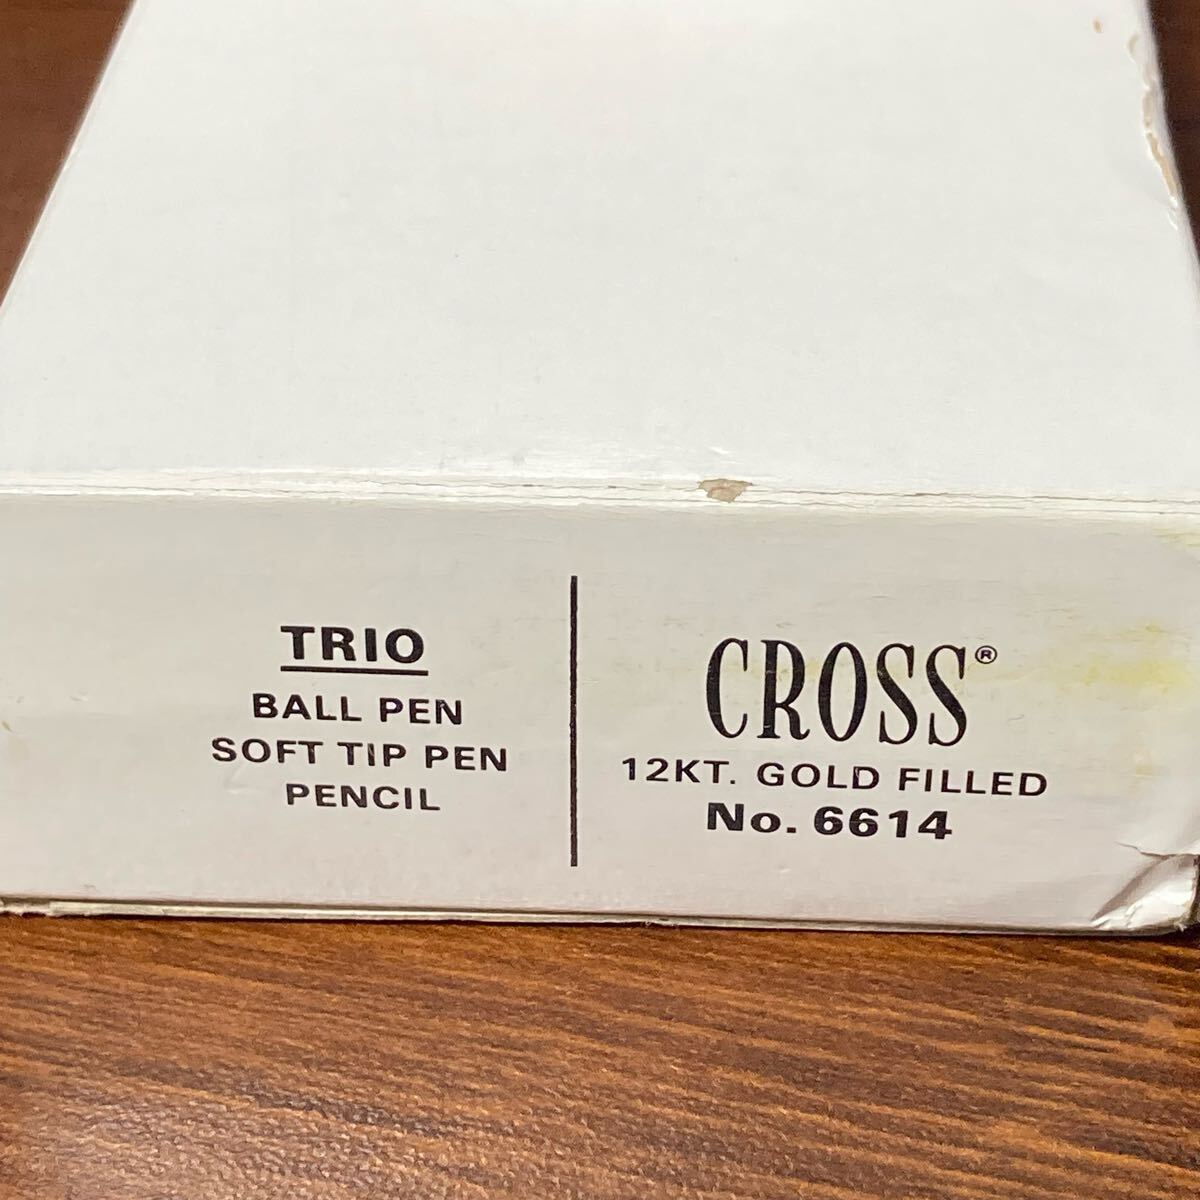 TRIO
BALL PEN
SOFT TIP PEN
PENCIL
CROSS®
12KT. GOLD FILLED
No. 6614